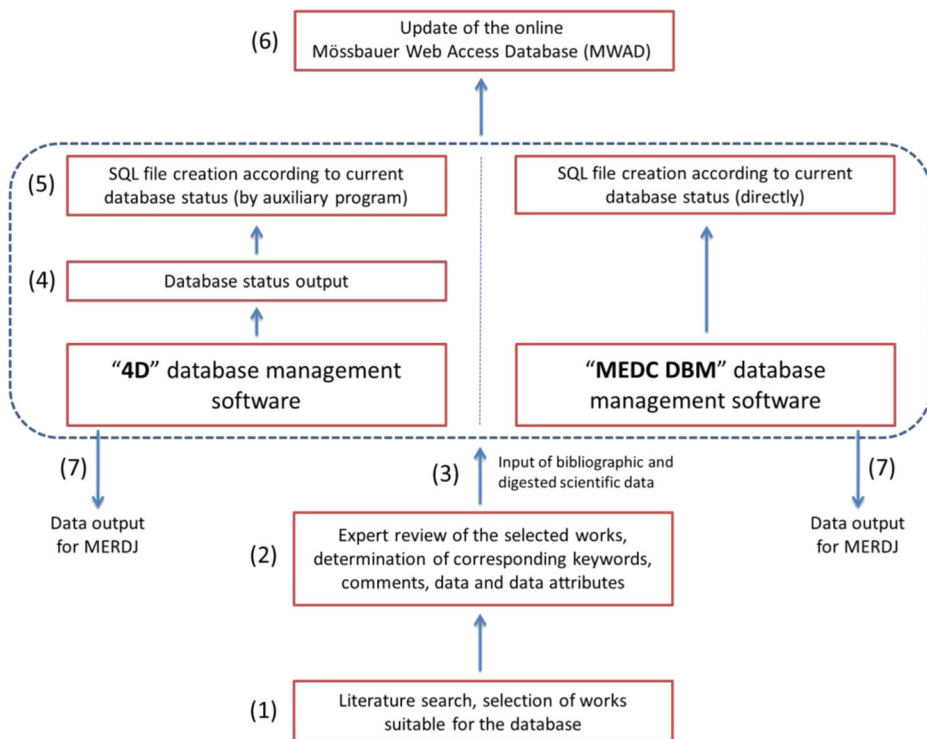 (6)
Update of the online
Mössbauer Web Access Database (MWAD)
(5)
SQL file creation according to current
database status (by auxiliary program)
SQL file creation according to current
database status (directly)
(4)
Database status output
“4D” database management
software
“MEDC DBM” database
management software
(7)
Data output
for MERDJ
(3)
Input of bibliographic and
digested scientific data
(7)
Data output
for MERDJ
(2)
Expert review of the selected works,
determination of corresponding keywords,
comments, data and data attributes
(1)
Literature search, selection of works
suitable for the database